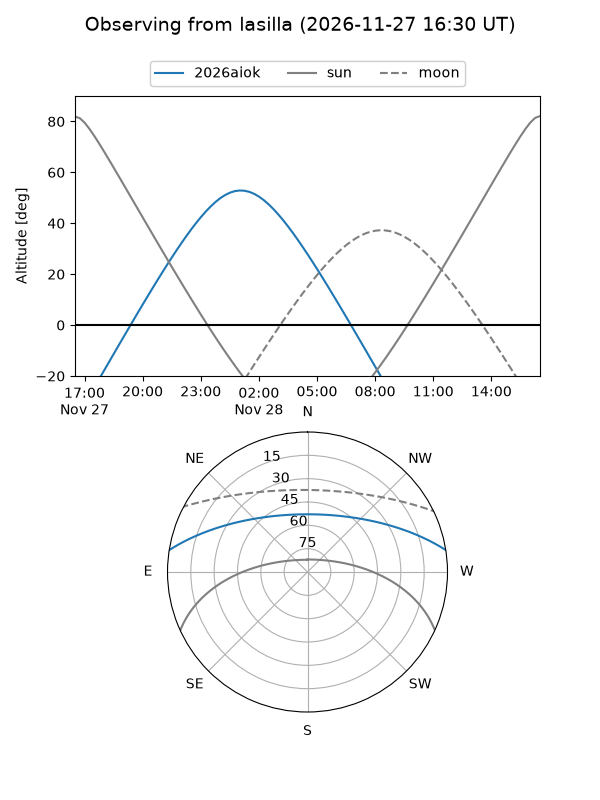 Observing from lasilla (2026-11-27 16:30 UT)
2026aiok sun moon
Altitude [deg]
80
60
40
20
0
−20
17:00 20:00 23:00 02:00 05:00 08:00 11:00 14:00
Nov 27 Nov 28
N
NE NW
15
30
45
60
75
E W
SE SW
S